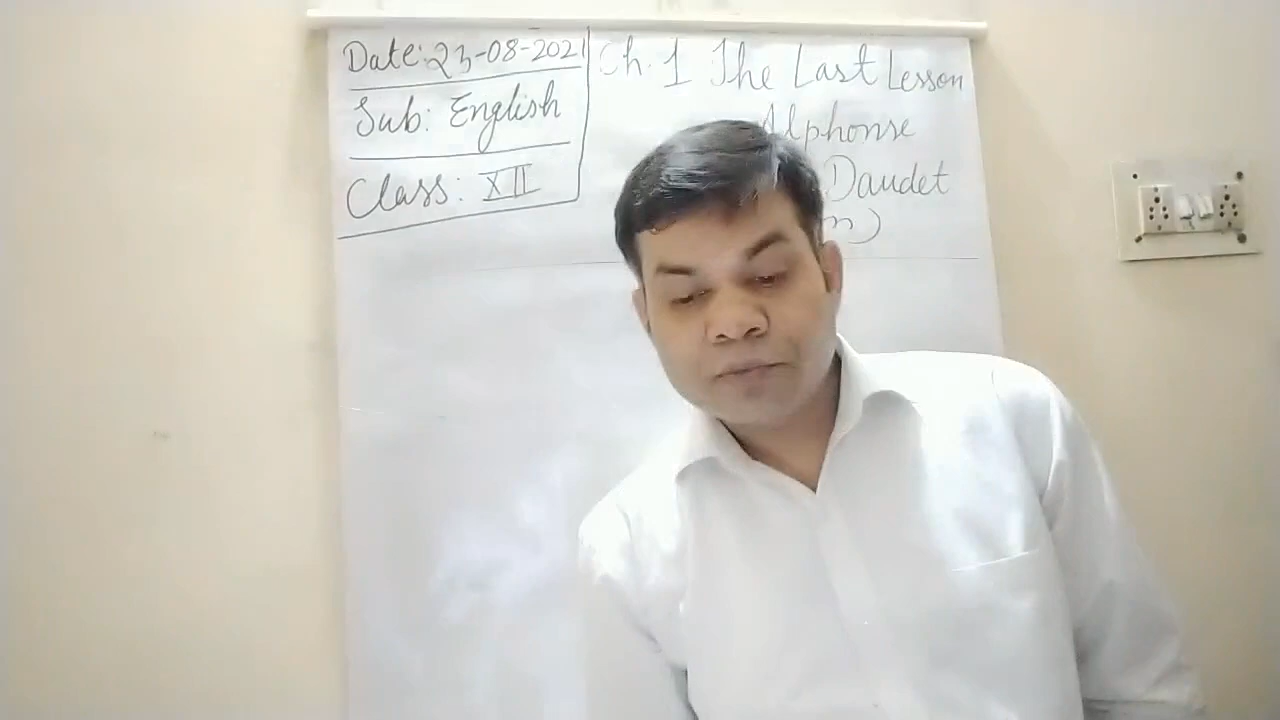 Date: 23-08-2021
Sub: English
Class: XII
Ch. 1 The Last Lesson
Alphonse
Daudet